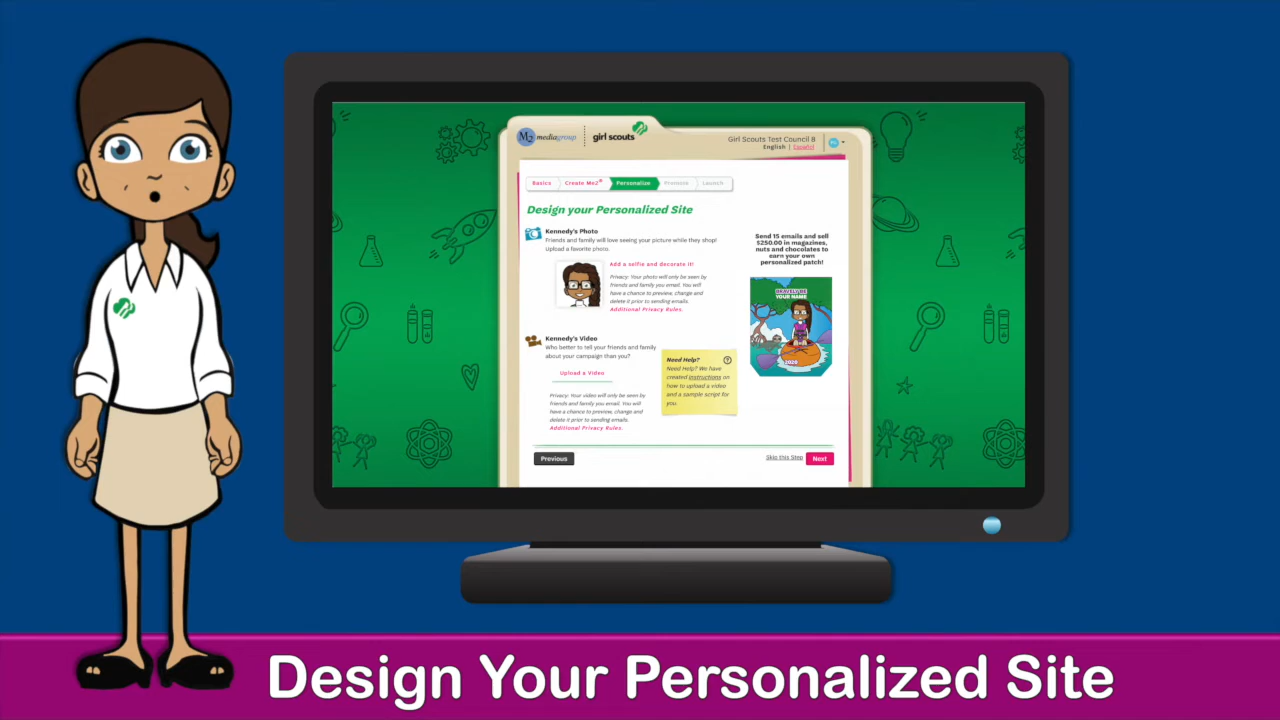 M2 mediagroup
girl scouts
Girl Scouts Test Council B
English | Español
Basics
Create Me2®
Personalize
Promote
Launch
Design your Personalized Site
Kennedy's Photo
Friends and family will love seeing your picture while they shop!
Upload a favorite photo.
Add a selfie and decorate it!
Privacy: Your photo will only be seen by
friends and family you email. You will
have a chance to preview, change and
delete it prior to sending emails.
Additional Privacy Rules.
Kennedy's Video
Who better to tell your friends and family
about your campaign than you?
Upload a Video
Privacy: Your video will only be seen by
friends and family you email. You will
have a chance to preview, change and
delete it prior to sending emails.
Additional Privacy Rules.
Need Help?
Need Help? We have
created instructions on
how to upload a video
and a sample script for
you.
Send 15 emails and sell
$250.00 in magazines,
nuts and chocolates to
earn your own
personalized patch!
BRAVELY BE
YOUR NAME
2020
Previous
Skip this Step
Next
Design Your Personalized Site